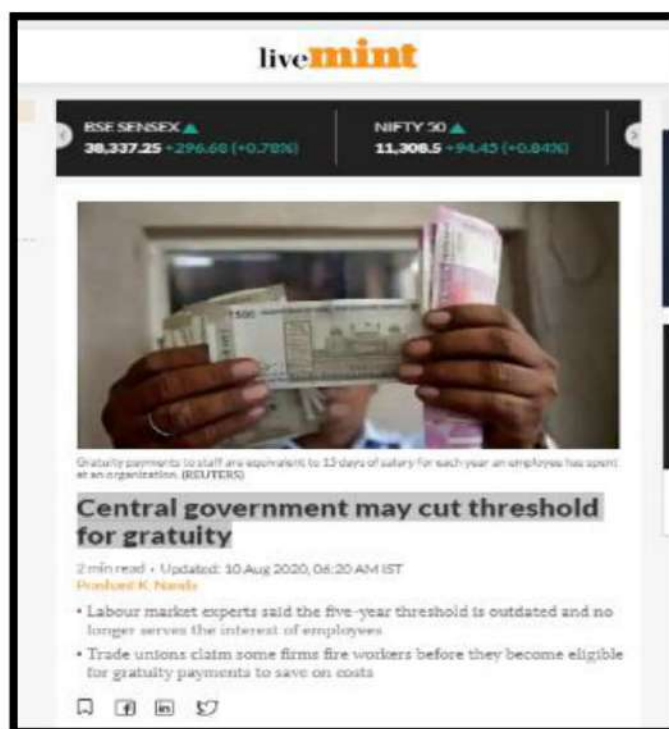 livemint
BSE SENSEX
38,337.25 +296.68 (+0.78%)
NIFTY 50
11,308.5 +94.45 (+0.84%)
1500
Gratuity payments to staff are equivalent to 15 days of salary for each year an employee has spent
at an organization. (REUTERS)
Central government may cut threshold
for gratuity
2 min read • Updated: 10 Aug 2020, 06:20 AM IST
Prashant K. Nanda
• Labour market experts said the five-year threshold is outdated and no
longer serves the interest of employees
• Trade unions claim some firms fire workers before they become eligible
for gratuity payments to save on costs